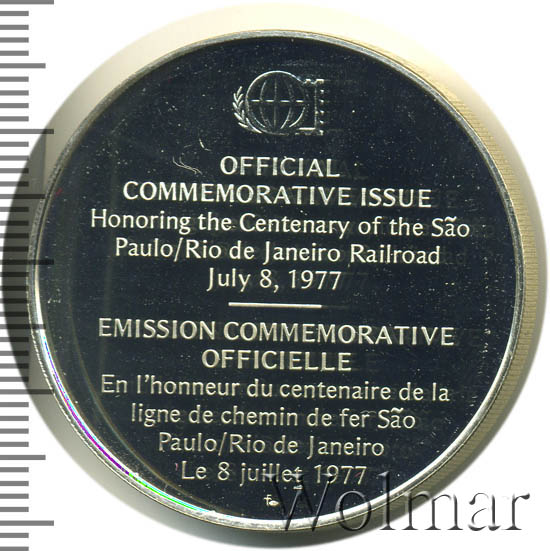 OFFICIAL
COMMEMORATIVE ISSUE
Honoring the Centenary of the São
Paulo/Rio de Janeiro Railroad
July 8, 1977
EMISSION COMMEMORATIVE
OFFICIELLE
En l'honneur du centenaire de la
ligne de chemin de fer São
Paulo/Rio de Janeiro
Le 8 juillet 1977
Wolmar